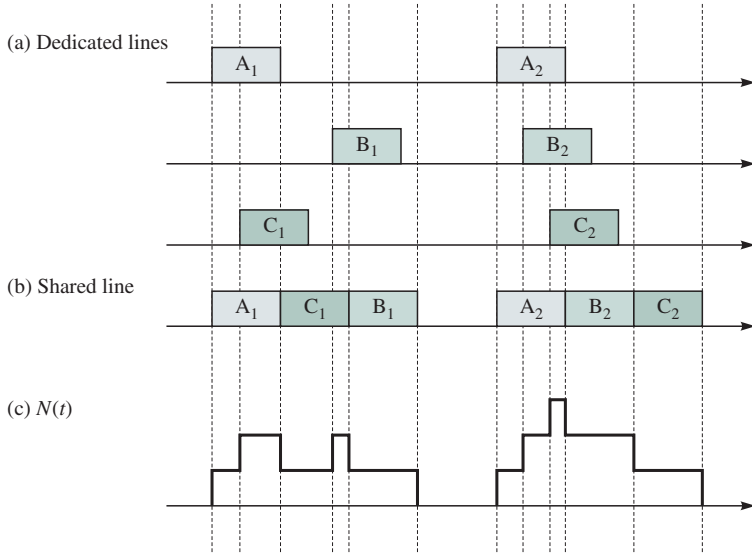 (a) Dedicated lines
A₁ A₂
B₁ B₂
C₁ C₂
(b) Shared line
A₁ C₁ B₁ A₂ B₂ C₂
(c) N(t)